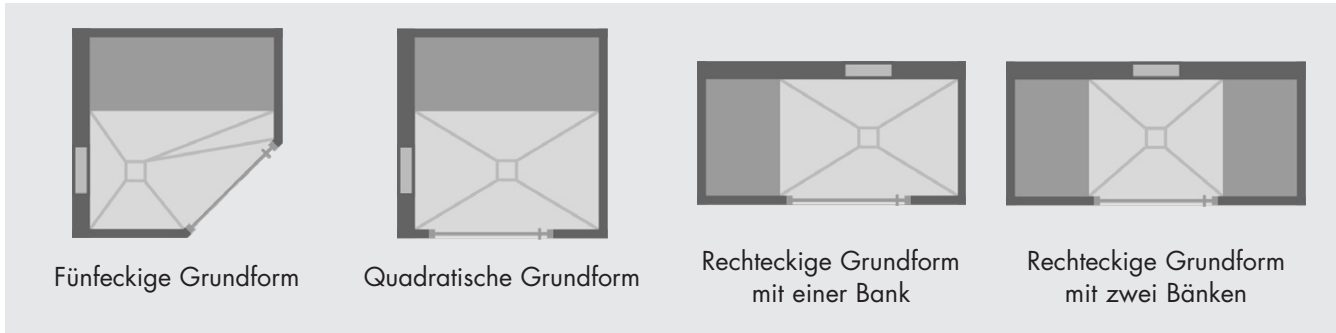 Fünfeckige Grundform
Quadratische Grundform
Rechteckige Grundform
mit einer Bank
Rechteckige Grundform
mit zwei Bänken